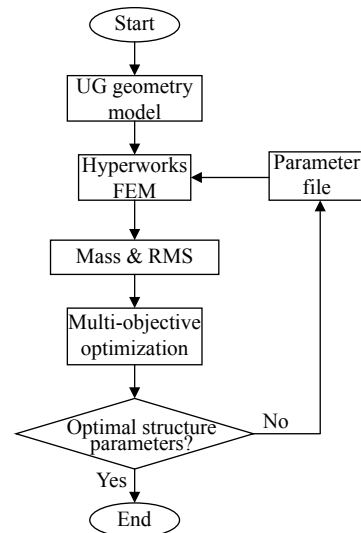 Start
UG geometry
model
Hyperworks
FEM
Parameter
file
Mass & RMS
Multi-objective
optimization
Optimal structure
parameters?
No
Yes
End